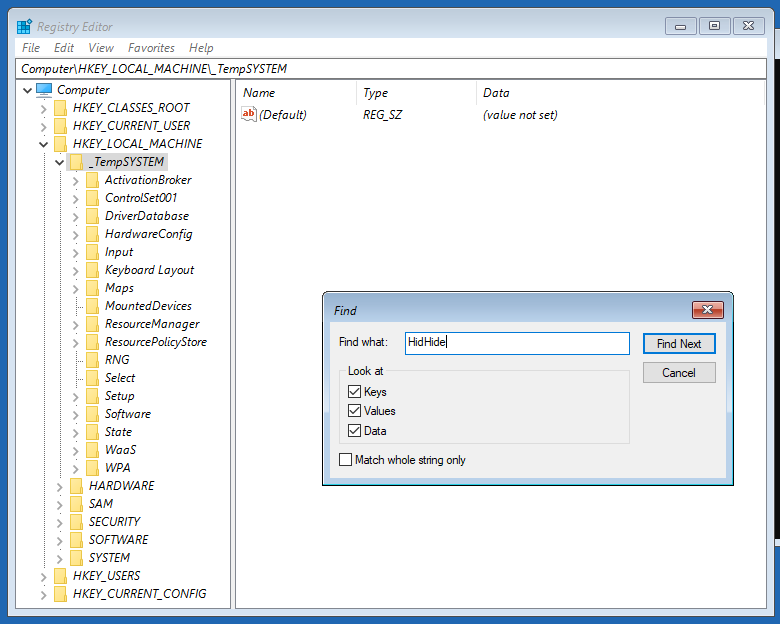 Registry Editor
File Edit View Favorites Help
Computer\HKEY_LOCAL_MACHINE\_TempSYSTEM
Computer
HKEY_CLASSES_ROOT
HKEY_CURRENT_USER
HKEY_LOCAL_MACHINE
_TempSYSTEM
ActivationBroker
ControlSet001
DriverDatabase
HardwareConfig
Input
Keyboard Layout
Maps
MountedDevices
ResourceManager
ResourcePolicyStore
RNG
Select
Setup
Software
State
WaaS
WPA
HARDWARE
SAM
SECURITY
SOFTWARE
SYSTEM
HKEY_USERS
HKEY_CURRENT_CONFIG
Name Type Data
ab (Default) REG_SZ (value not set)
Find
Find what: HidHide Find Next
Cancel
Look at
Keys
Values
Data
Match whole string only